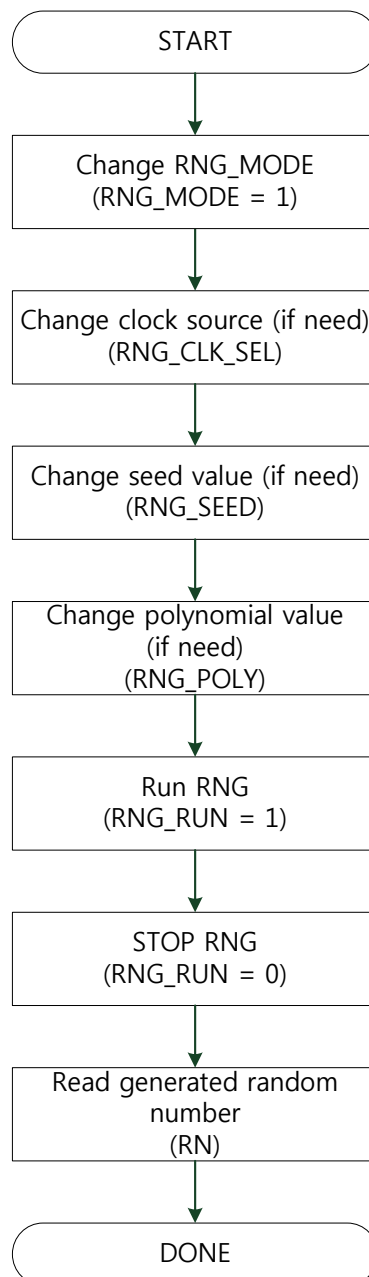 START
Change RNG_MODE
(RNG_MODE = 1)
Change clock source (if need)
(RNG_CLK_SEL)
Change seed value (if need)
(RNG_SEED)
Change polynomial value
(if need)
(RNG_POLY)
Run RNG
(RNG_RUN = 1)
STOP RNG
(RNG_RUN = 0)
Read generated random
number
(RN)
DONE